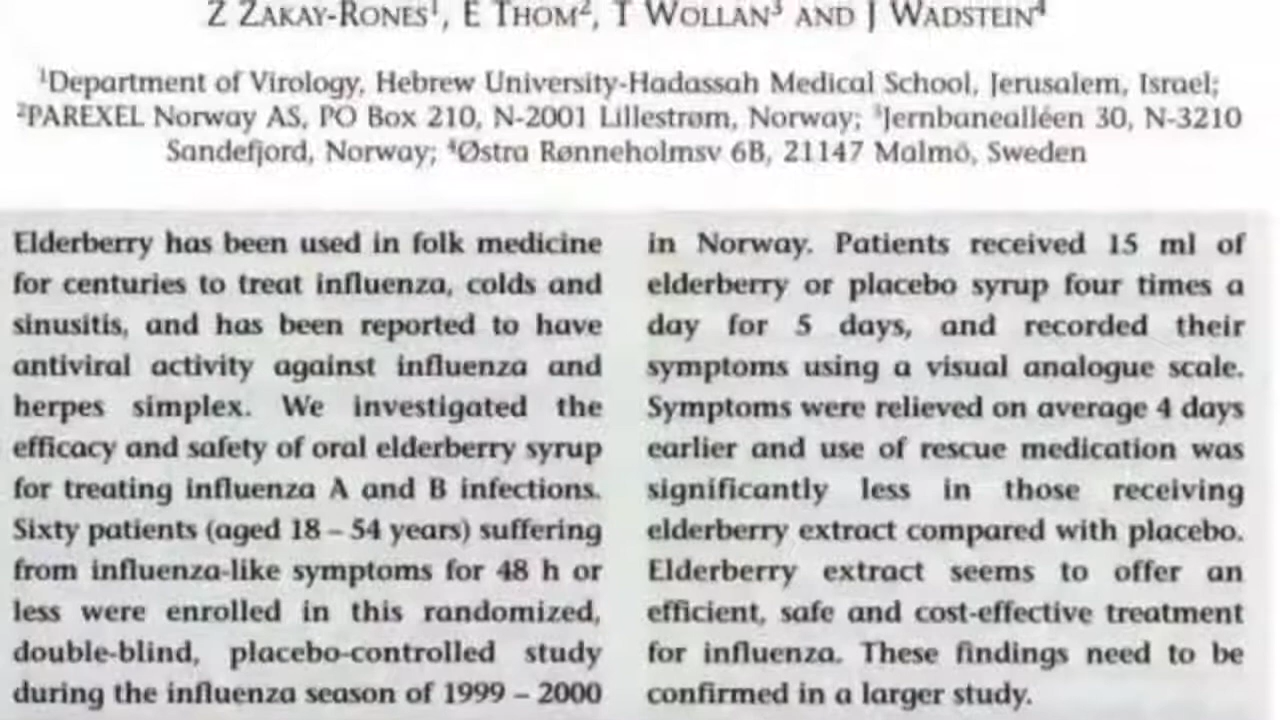 Z ZAKAY-RONES¹, E THOM², T WOLLAN³ AND J WADSTEIN⁴
¹Department of Virology, Hebrew University-Hadassah Medical School, Jerusalem, Israel;
²PAREXEL Norway AS, PO Box 210, N-2001 Lillestrøm, Norway; ³Jernbanealléen 30, N-3210
Sandefjord, Norway; ⁴Østra Rønneholmsv 6B, 21147 Malmö, Sweden
Elderberry has been used in folk medicine
for centuries to treat influenza, colds and
sinusitis, and has been reported to have
antiviral activity against influenza and
herpes simplex. We investigated the
efficacy and safety of oral elderberry syrup
for treating influenza A and B infections.
Sixty patients (aged 18 – 54 years) suffering
from influenza-like symptoms for 48 h or
less were enrolled in this randomized,
double-blind, placebo-controlled study
during the influenza season of 1999 – 2000
in Norway. Patients received 15 ml of
elderberry or placebo syrup four times a
day for 5 days, and recorded their
symptoms using a visual analogue scale.
Symptoms were relieved on average 4 days
earlier and use of rescue medication was
significantly less in those receiving
elderberry extract compared with placebo.
Elderberry extract seems to offer an
efficient, safe and cost-effective treatment
for influenza. These findings need to be
confirmed in a larger study.